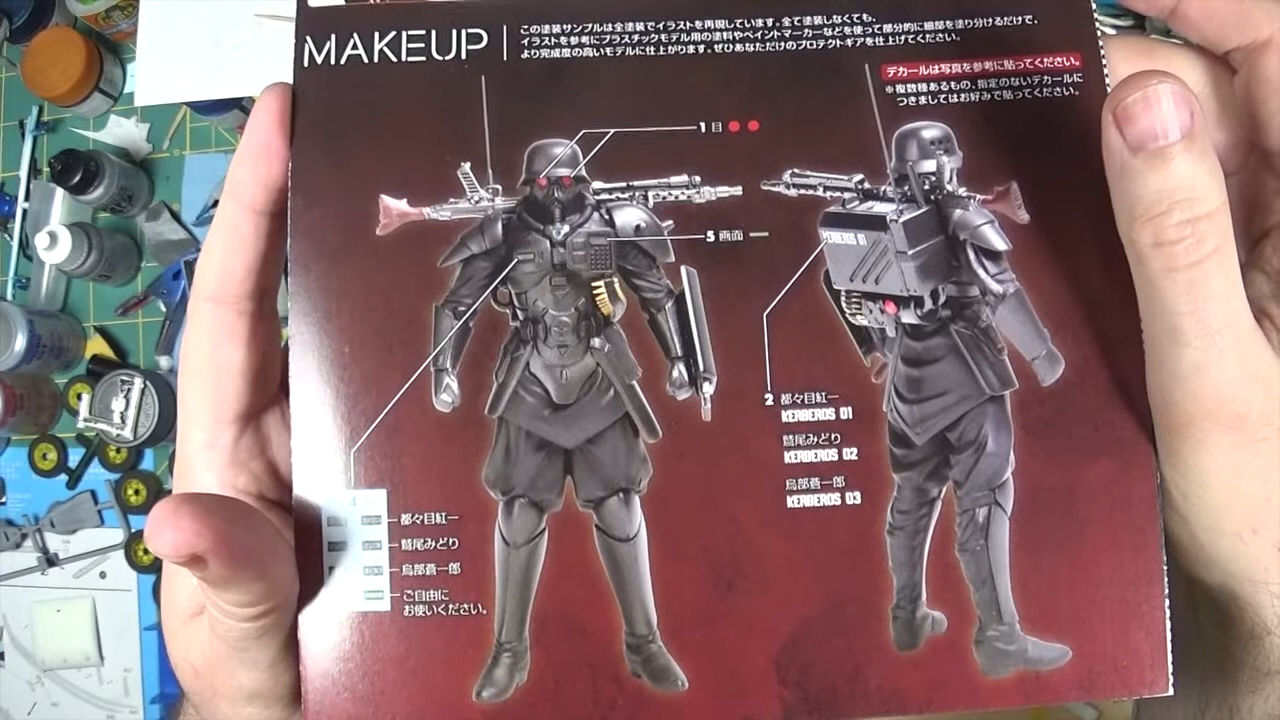 MAKEUP
この塗装サンプルは全塗装でイラストを再現しています。全て塗装しなくても、
イラストを参考にプラスチックモデル用の塗料やペイントマーカーなどを使って部分的に細部を塗り分けるだけで、
より完成度の高いモデルに仕上がります。ぜひあなただけのプロテクトギアを仕上げてください。
デカールは写真を参考に貼ってください。
※複数種あるもの、指定のないデカールに
つきましてはお好みで貼ってください。
1 目
5 画面
KERBEROS 01
2 都々目紅一
KERBEROS 01
鷲尾みどり
KERBEROS 02
鳥部蒼一郎
KERBEROS 03
4
都々目紅一
鷲尾みどり
鳥部蒼一郎
ご自由に
お使いください。